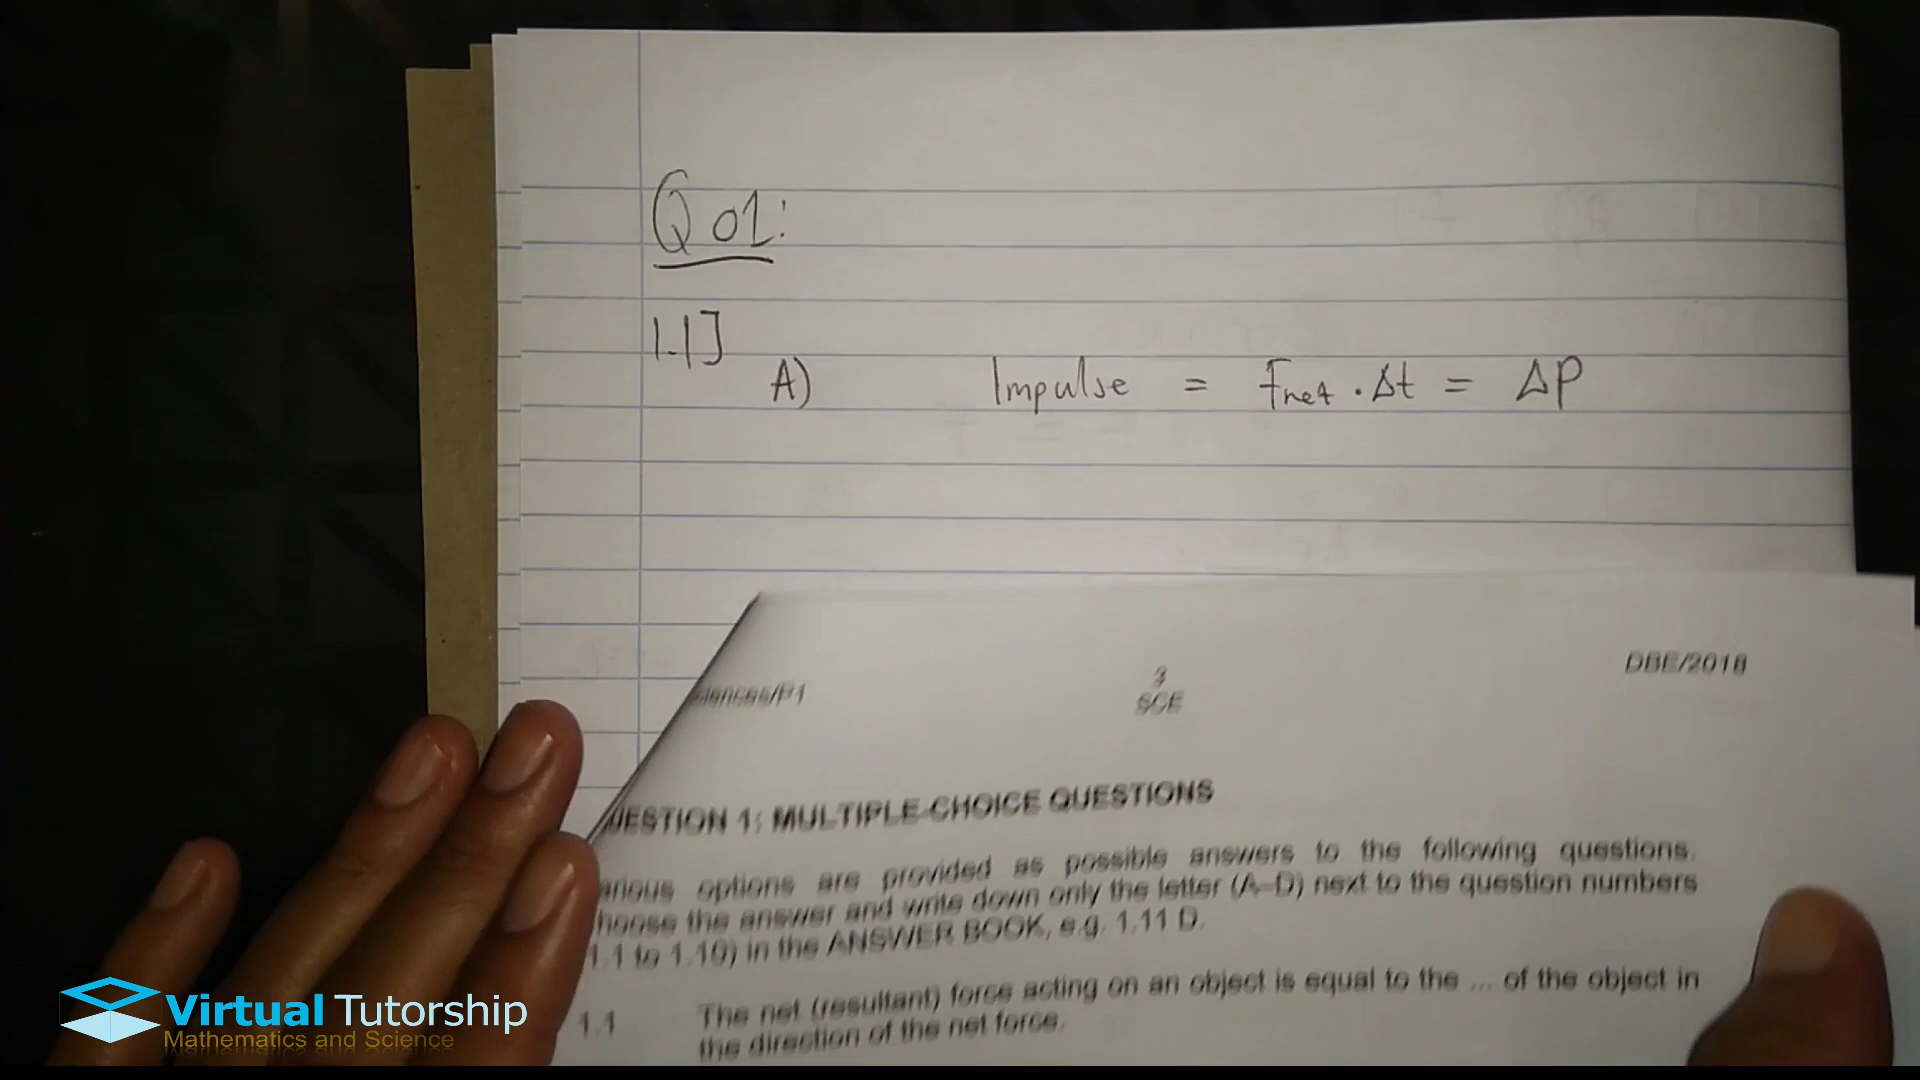 Q 01:
1.1]
A) Impulse = Fnet . Δt = ΔP
DBE/2018
3
iences/P1
SCE
UESTION 1: MULTIPLE-CHOICE QUESTIONS
arious options are provided as possible answers to the following questions.
hoose the answer and write down only the letter (A–D) next to the question numbers
1.1 to 1.10) in the ANSWER BOOK, e.g. 1.11 D.
1.1 The net (resultant) force acting on an object is equal to the ... of the object in
the direction of the net force.
Virtual Tutorship
Mathematics and Science